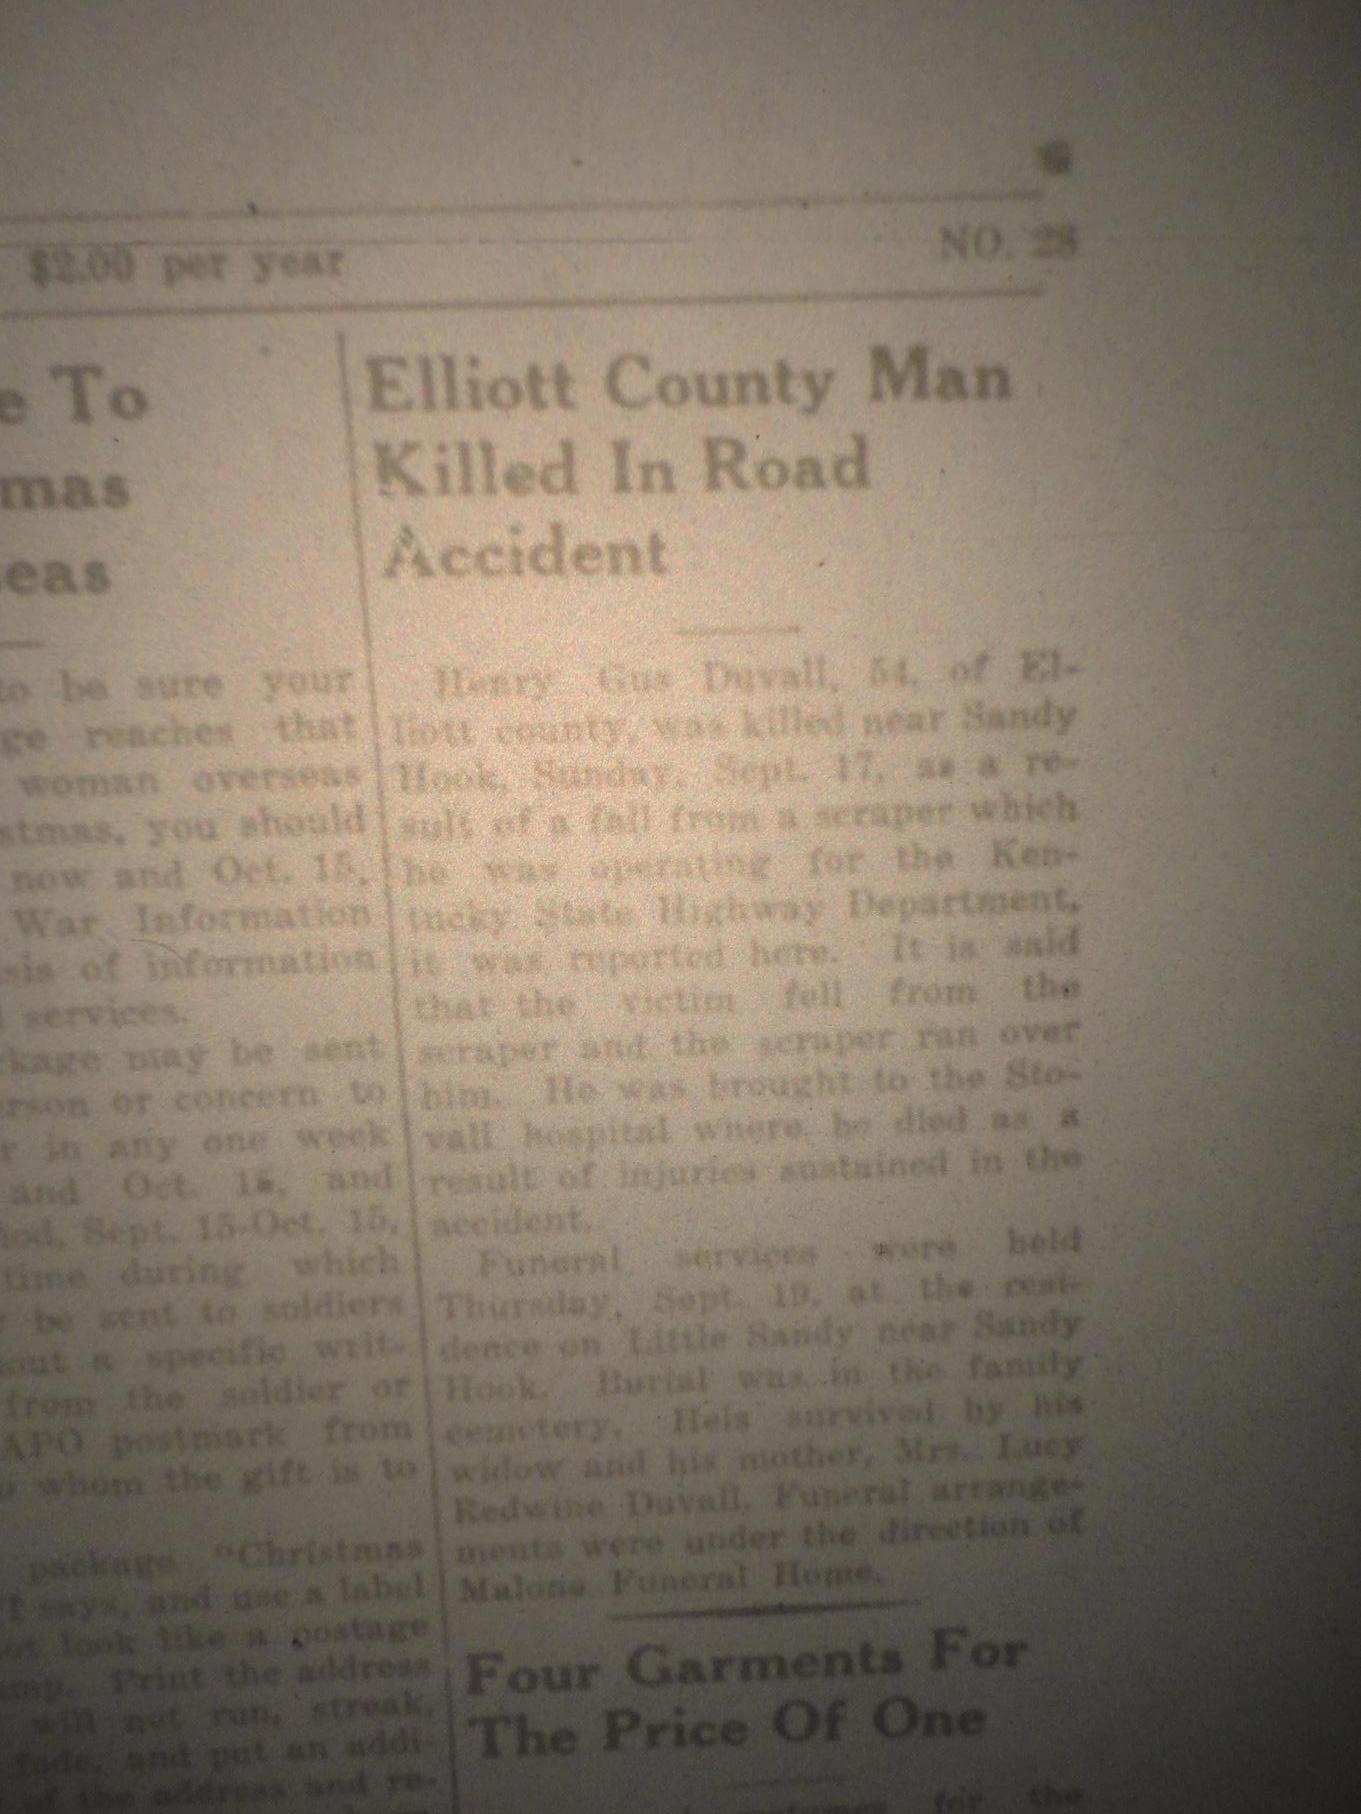 $2.00 per year
NO. 28
e To
mas
eas
to be sure your
ge reaches that
woman overseas
stmas, you should
now and Oct. 15,
War Information
sis of information
services.
kage may be sent
erson or concern to
r in any one week
and Oct. 15, and
iod, Sept. 15-Oct. 15,
time during which
be sent to soldiers
out a specific writ-
from the soldier or
APO postmark from
o whom the gift is to
package "Christmas
says, and use a label
ot look like a postage
amp. Print the address
will not run, streak,
fade, and put an addi-
of the address and re-
Elliott County Man
Killed In Road
Accident
Henry Gus Duvall, 54, of El-
liott county, was killed near Sandy
Hook, Sunday, Sept. 17, as a re-
sult of a fall from a scraper which
he was operating for the Ken-
tucky State Highway Department,
it was reported here. It is said
that the victim fell from the
scraper and the scraper ran over
him. He was brought to the Sto-
vall hospital where he died as a
result of injuries sustained in the
accident.
Funeral services were held
Thursday, Sept. 19, at the resi-
dence on Little Sandy near Sandy
Hook. Burial was in the family
cemetery. Heis survived by his
widow and his mother, Mrs. Lucy
Redwine Duvall. Funeral arrange-
ments were under the direction of
Malone Funeral Home.
Four Garments For
The Price Of One
for the